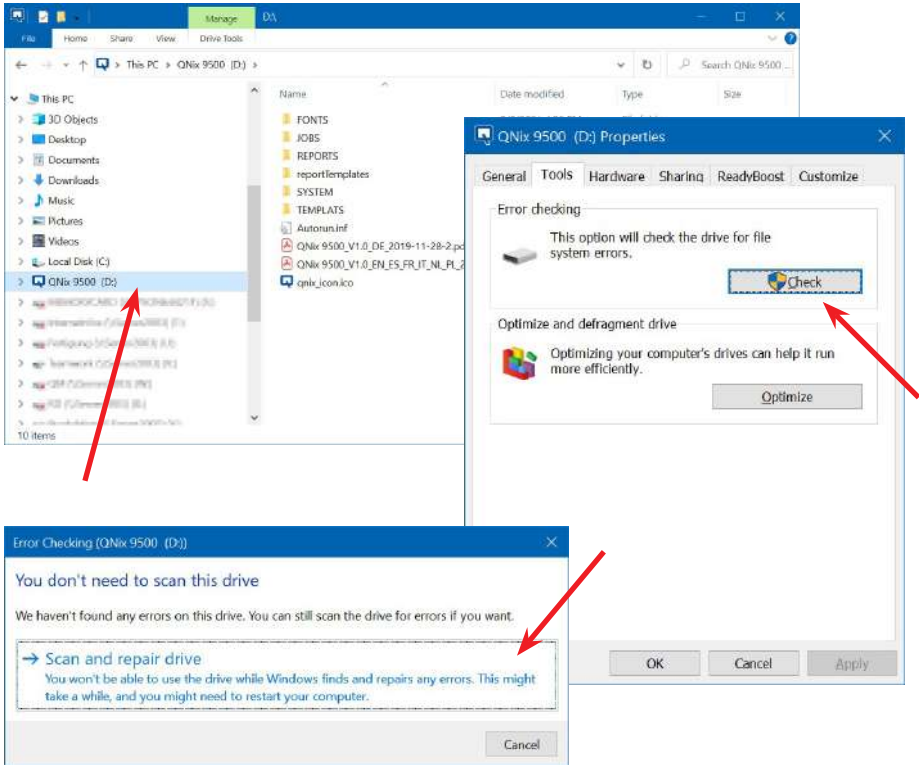 Manage D:\
File Home Share View Drive Tools
This PC > QNix 9500 (D:) >
Search QNix 9500 ...
This PC
3D Objects
Desktop
Documents
Downloads
Music
Pictures
Videos
Local Disk (C:)
QNix 9500 (D:)
10 items
Name Date modified Type Size
FONTS
JOBS
REPORTS
reportTemplates
SYSTEM
TEMPLATS
Autorun.inf
QNix 9500_V1.0_DE_2019-11-28-2.pd
QNix 9500_V1.0_EN_ES_FR_IT_NL_PL_2
qnix_icon.ico
QNix 9500 (D:) Properties
General Tools Hardware Sharing ReadyBoost Customize
Error checking
This option will check the drive for file
system errors.
Check
Optimize and defragment drive
Optimizing your computer's drives can help it run
more efficiently.
Optimize
OK Cancel Apply
Error Checking (QNix 9500 (D:))
You don't need to scan this drive
We haven't found any errors on this drive. You can still scan the drive for errors if you want.
Scan and repair drive
You won't be able to use the drive while Windows finds and repairs any errors. This might
take a while, and you might need to restart your computer.
Cancel